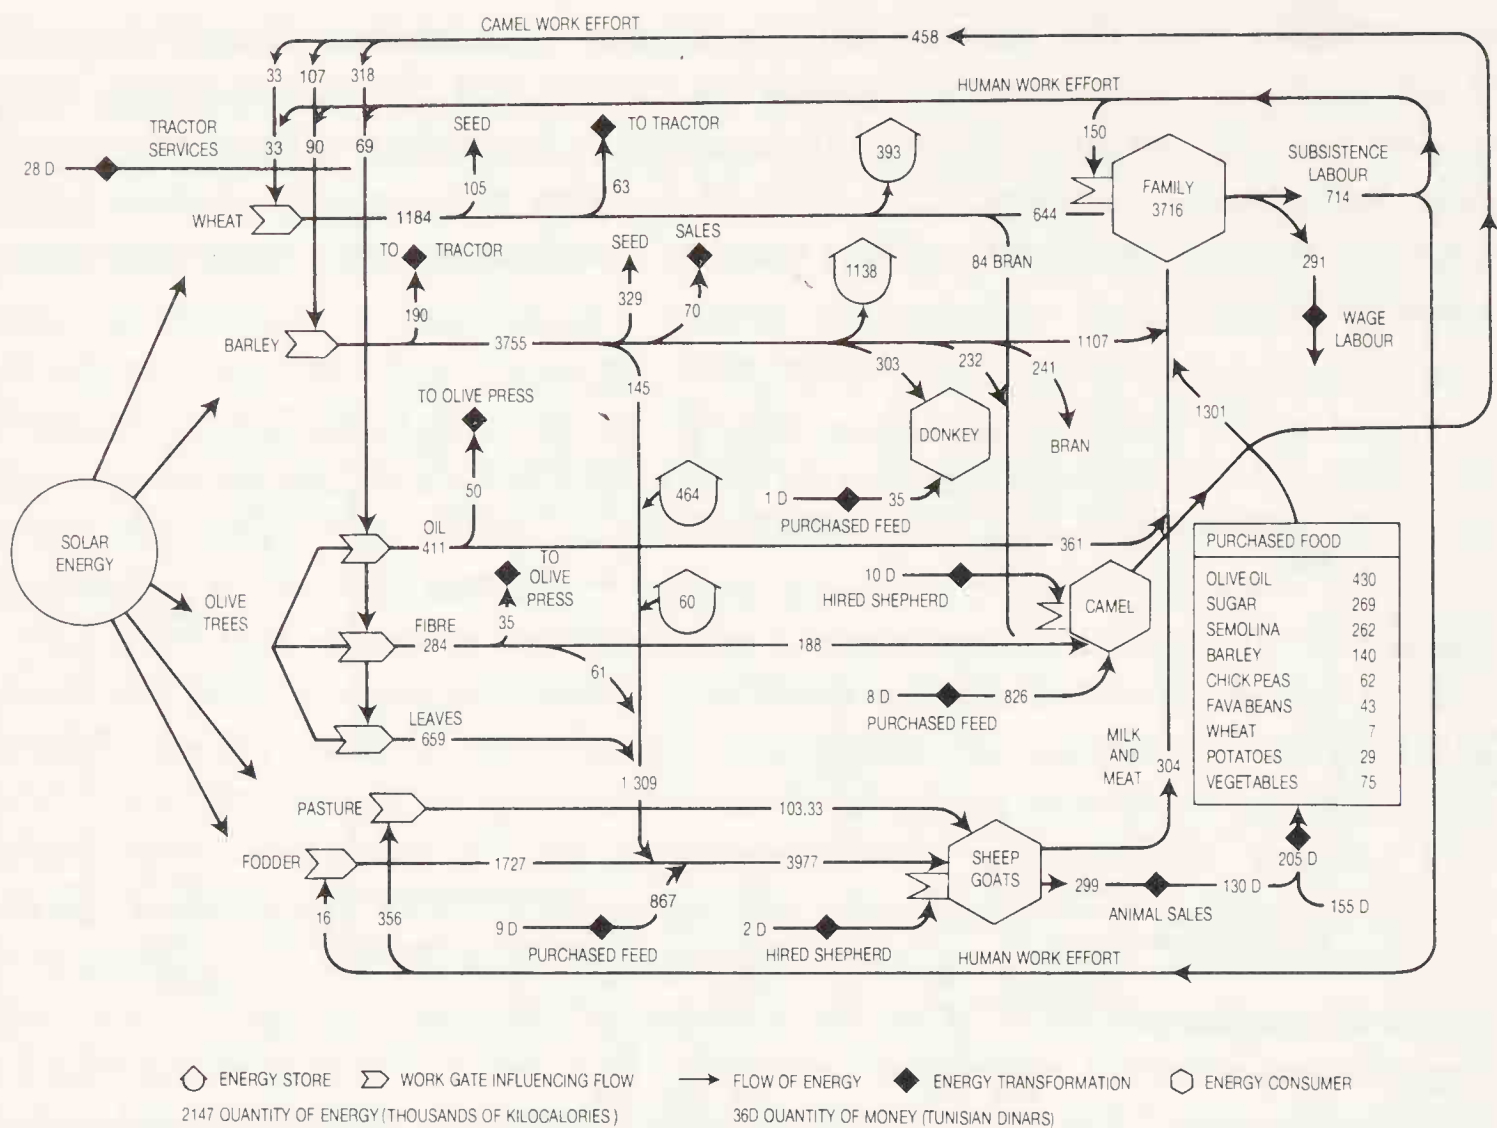 CAMEL WORK EFFORT
458
33 107 318
HUMAN WORK EFFORT
TRACTOR
SERVICES
SEED
TO TRACTOR
393
150
33 90 69
28 D
105
63
FAMILY
3716
SUBSISTENCE
LABOUR
714
WHEAT
1184
644
SALES
SEED
TO TRACTOR
1138
84 BRAN
291
190
329
70
WAGE
LABOUR
BARLEY
3755
1107
145
303
232
241
TO OLIVE PRESS
1301
DONKEY
BRAN
50
464
1 D
35
PURCHASED FEED
SOLAR
ENERGY
OIL
411
361
TO
OLIVE
PRESS
10 D
HIRED SHEPHERD
OLIVE
TREES
35
60
CAMEL
FIBRE
284
188
61
8 D
826
PURCHASED FEED
LEAVES
659
PURCHASED FOOD
OLIVE OIL 430
SUGAR 269
SEMOLINA 262
BARLEY 140
CHICK PEAS 62
FAVA BEANS 43
WHEAT 7
POTATOES 29
VEGETABLES 75
MILK
AND
MEAT
304
1 309
PASTURE
103.33
FODDER
1727
3977
SHEEP
GOATS
205 D
299
130 D
155 D
ANIMAL SALES
16
356
867
9 D
PURCHASED FEED
2 D
HIRED SHEPHERD
HUMAN WORK EFFORT
ENERGY STORE
WORK GATE INFLUENCING FLOW
FLOW OF ENERGY
ENERGY TRANSFORMATION
ENERGY CONSUMER
2147 QUANTITY OF ENERGY (THOUSANDS OF KILOCALORIES)
36D QUANTITY OF MONEY (TUNISIAN DINARS)